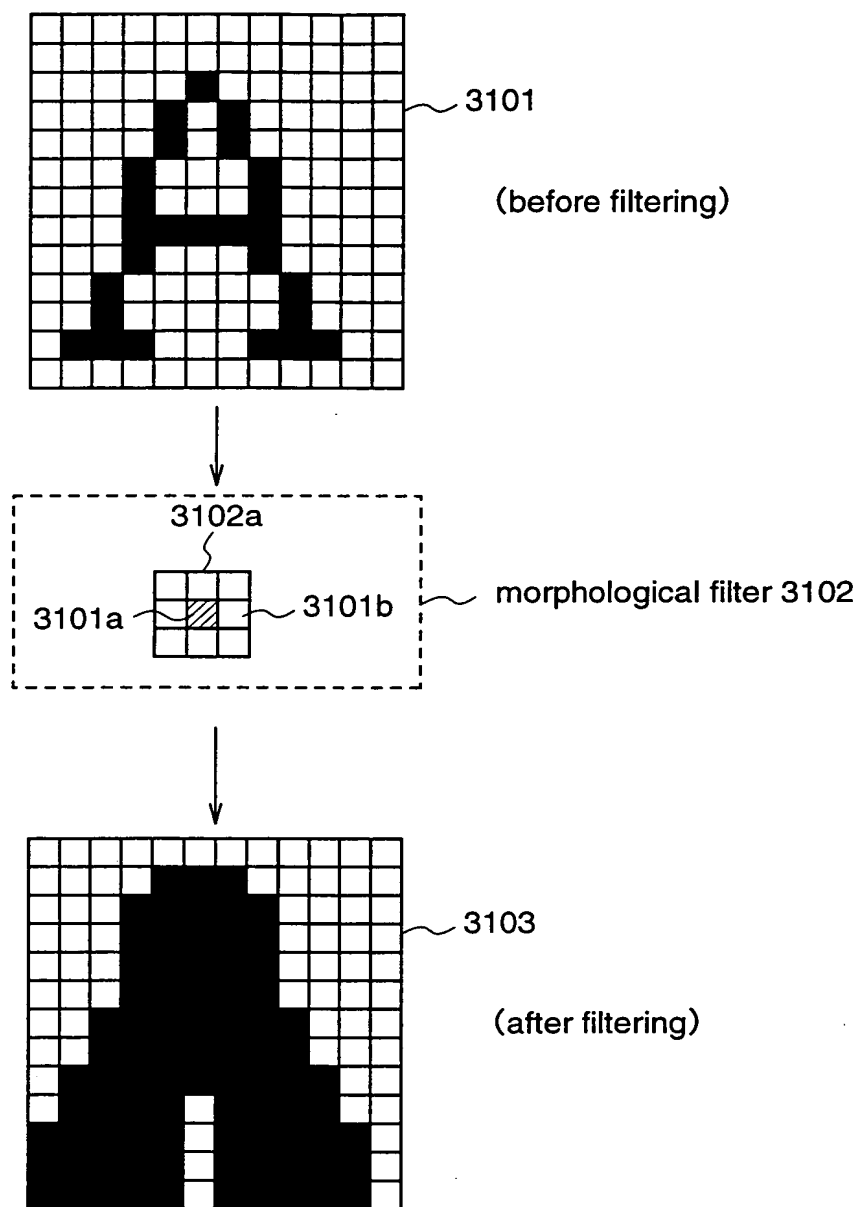 3101
(before filtering)
3102a
3101a
3101b
morphological filter 3102
3103
(after filtering)